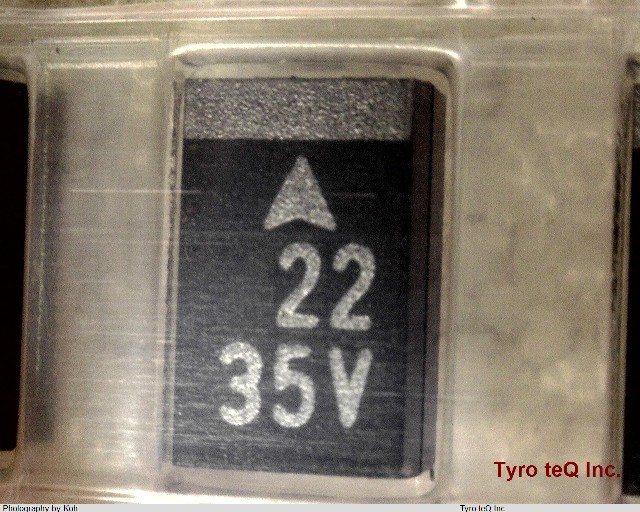 22
35V
Tyro teQ Inc.
Photography by Koh
Tyro teQ Inc